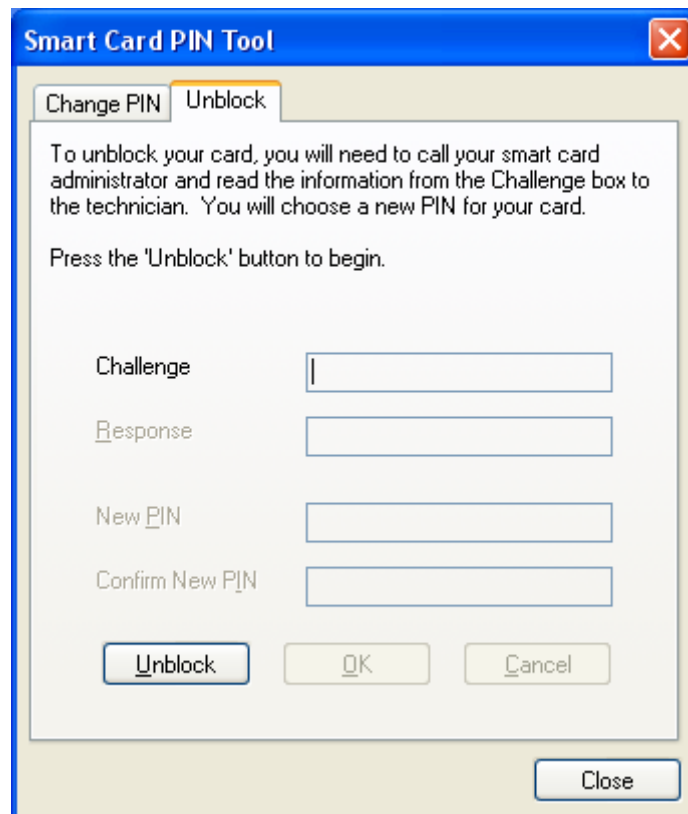 Smart Card PIN Tool
Change PIN
Unblock
To unblock your card, you will need to call your smart card
administrator and read the information from the Challenge box to
the technician. You will choose a new PIN for your card.
Press the 'Unblock' button to begin.
Challenge
Response
New PIN
Confirm New PIN
Unblock
OK
Cancel
Close